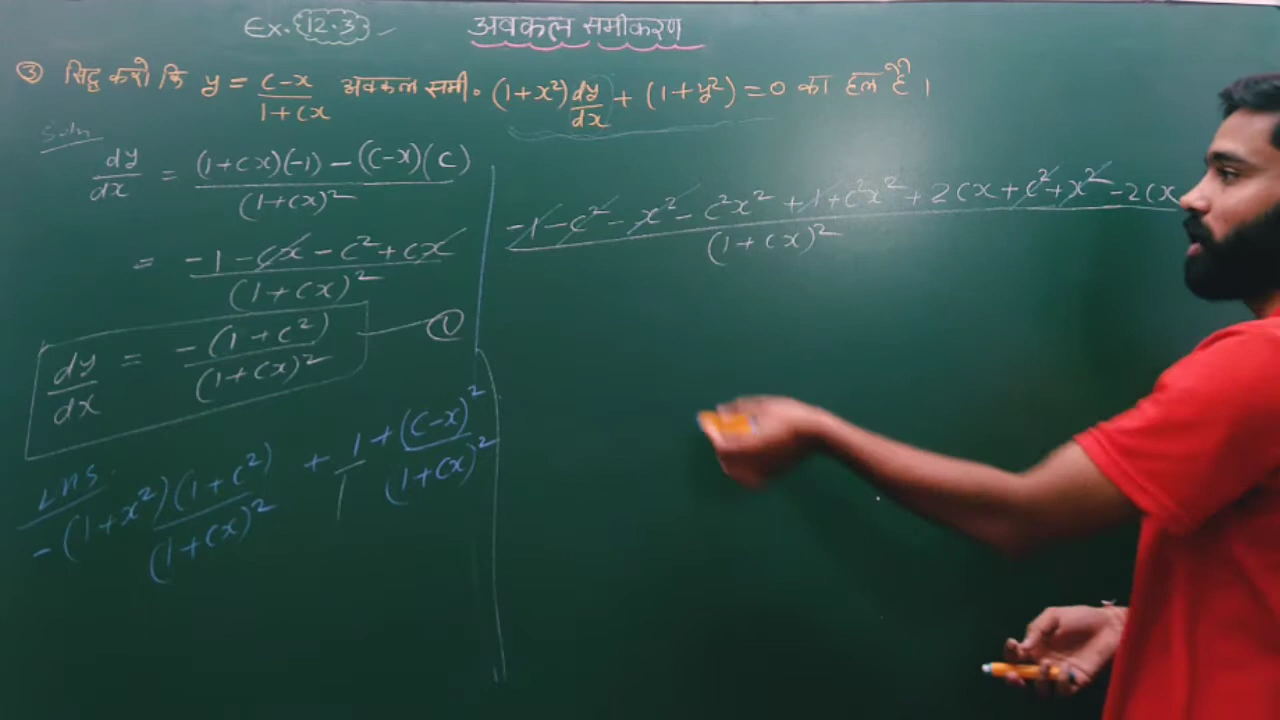 Ex. 12.3 अवकल समीकरण
③ सिद्ध करो कि y = (c-x)/(1+cx) अवकल समी० (1+x²)dy/dx + (1+y²) = 0 का हल है।
Soln
dy/dx = ((1+cx)(-1) - (c-x)(c))/(1+cx)²
= (-1-cx-c²+cx)/(1+cx)²
dy/dx = -(1+c²)/(1+cx)² — ①
LHS
-(1+x²)(1+c²)/(1+cx)² + 1/1 + (c-x)²/(1+cx)²
(-1-c²-x²-c²x²+1+c²x²+2cx+c²+x²-2cx)/(1+cx)²